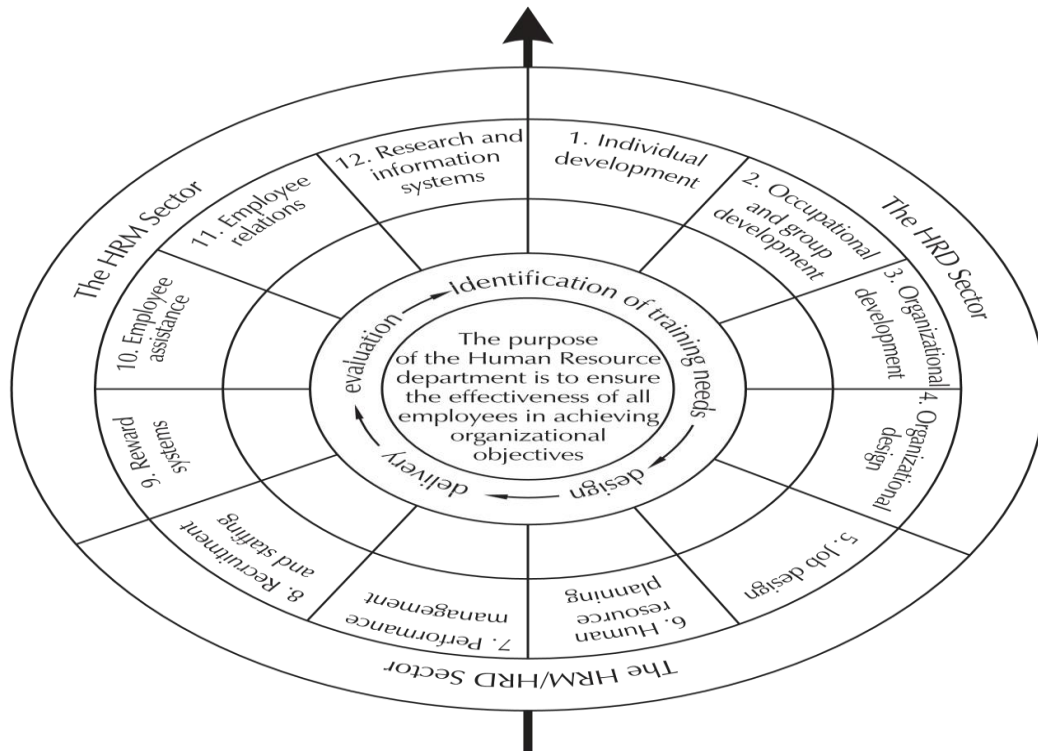 The HRM Sector
The HRD Sector
The HRM/HRD Sector
1. Individual
development
2. Occupational
and group
development
3. Organizational
development
4. Organizational
design
5. Job design
6. Human
resource
planning
7. Performance
management
8. Recruitment
and staffing
9. Reward
systems
10. Employee
assistance
11. Employee
relations
12. Research and
information
systems
Identification of training needs
design
delivery
evaluation
The purpose
of the Human Resource
department is to ensure
the effectiveness of all
employees in achieving
organizational
objectives